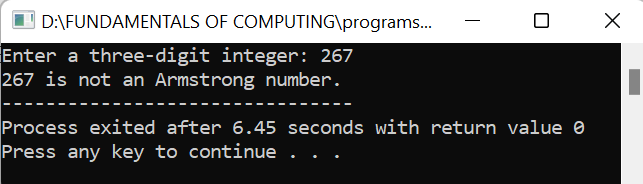 D:\FUNDAMENTALS OF COMPUTING\programs...
Enter a three-digit integer: 267
267 is not an Armstrong number.
--------------------------------
Process exited after 6.45 seconds with return value 0
Press any key to continue . . .